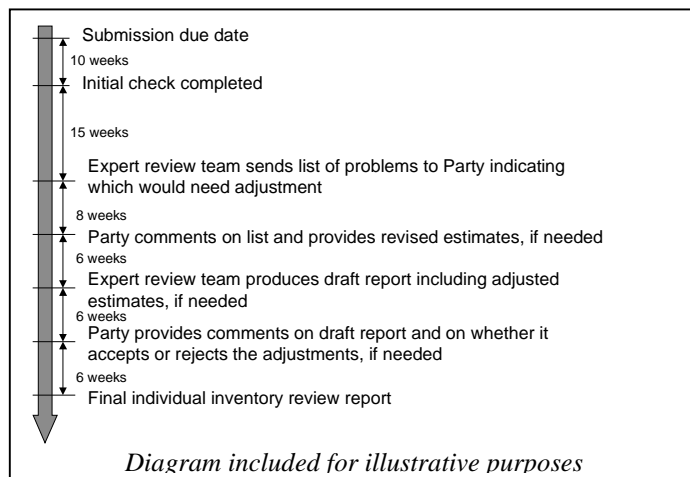 Submission due date
10 weeks
Initial check completed
15 weeks
Expert review team sends list of problems to Party indicating
which would need adjustment
8 weeks
Party comments on list and provides revised estimates, if needed
6 weeks
Expert review team produces draft report including adjusted
estimates, if needed
6 weeks
Party provides comments on draft report and on whether it
accepts or rejects the adjustments, if needed
6 weeks
Final individual inventory review report
Diagram included for illustrative purposes